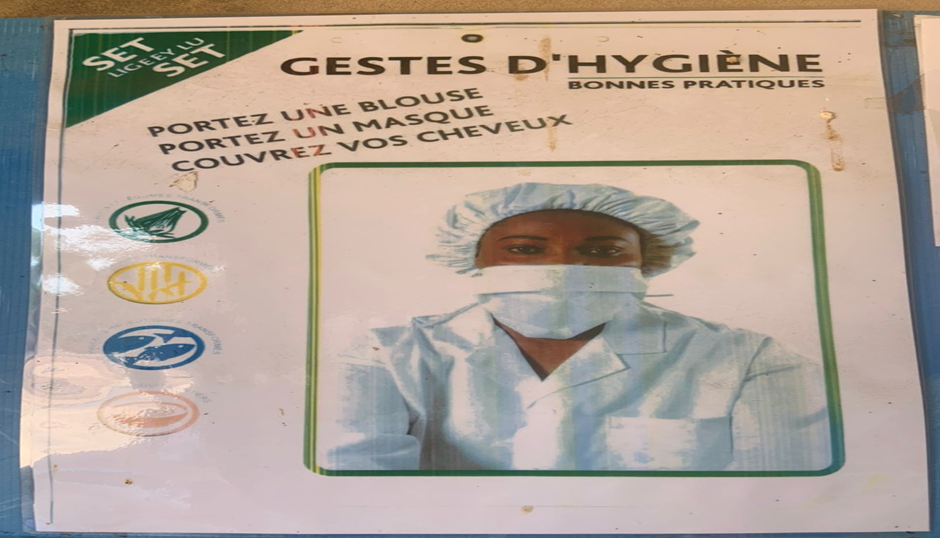 SET
LIGEEY LU
SET
GESTES D'HYGIÈNE
BONNES PRATIQUES
PORTEZ UNE BLOUSE
PORTEZ UN MASQUE
COUVREZ VOS CHEVEUX